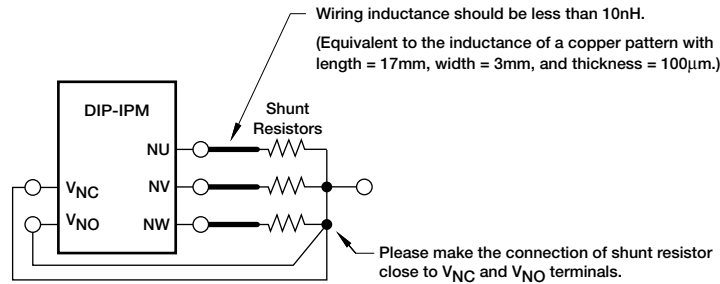 Wiring inductance should be less than 10nH.
(Equivalent to the inductance of a copper pattern with
length = 17mm, width = 3mm, and thickness = 100μm.)
DIP-IPM
Shunt
Resistors
NU
VNC
NV
VNO
NW
Please make the connection of shunt resistor
close to VNC and VNO terminals.